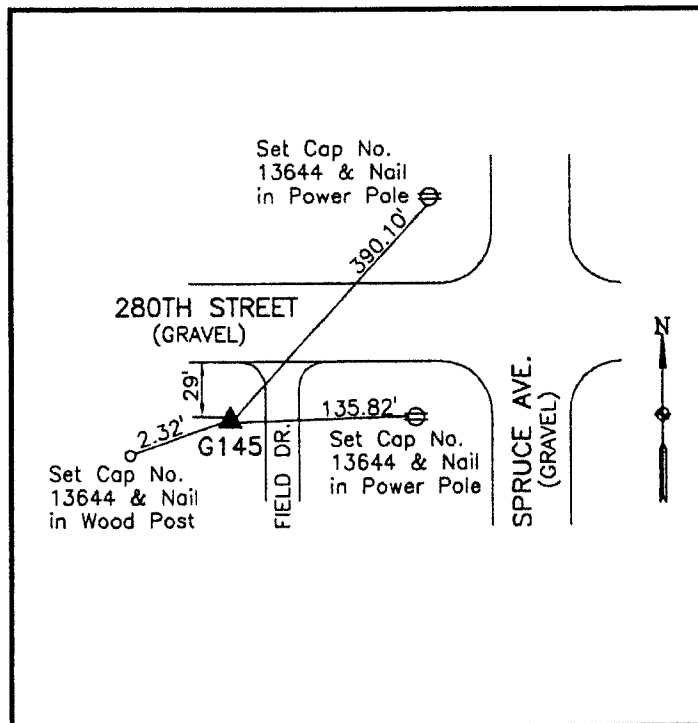 Set Cap No.
13644 & Nail
in Power Pole
390.10'
280TH STREET
(GRAVEL)
N
29'
135.82'
2.32'
G145
Set Cap No.
13644 & Nail
in Power Pole
Set Cap No.
13644 & Nail
in Wood Post
FIELD DR.
SPRUCE AVE.
(GRAVEL)